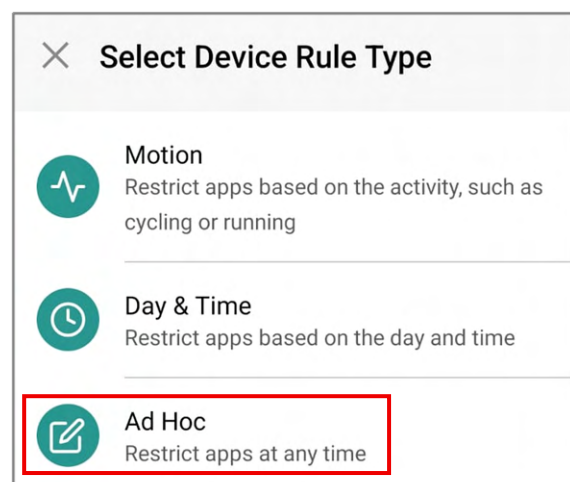 Select Device Rule Type
Motion
Restrict apps based on the activity, such as
cycling or running
Day & Time
Restrict apps based on the day and time
Ad Hoc
Restrict apps at any time